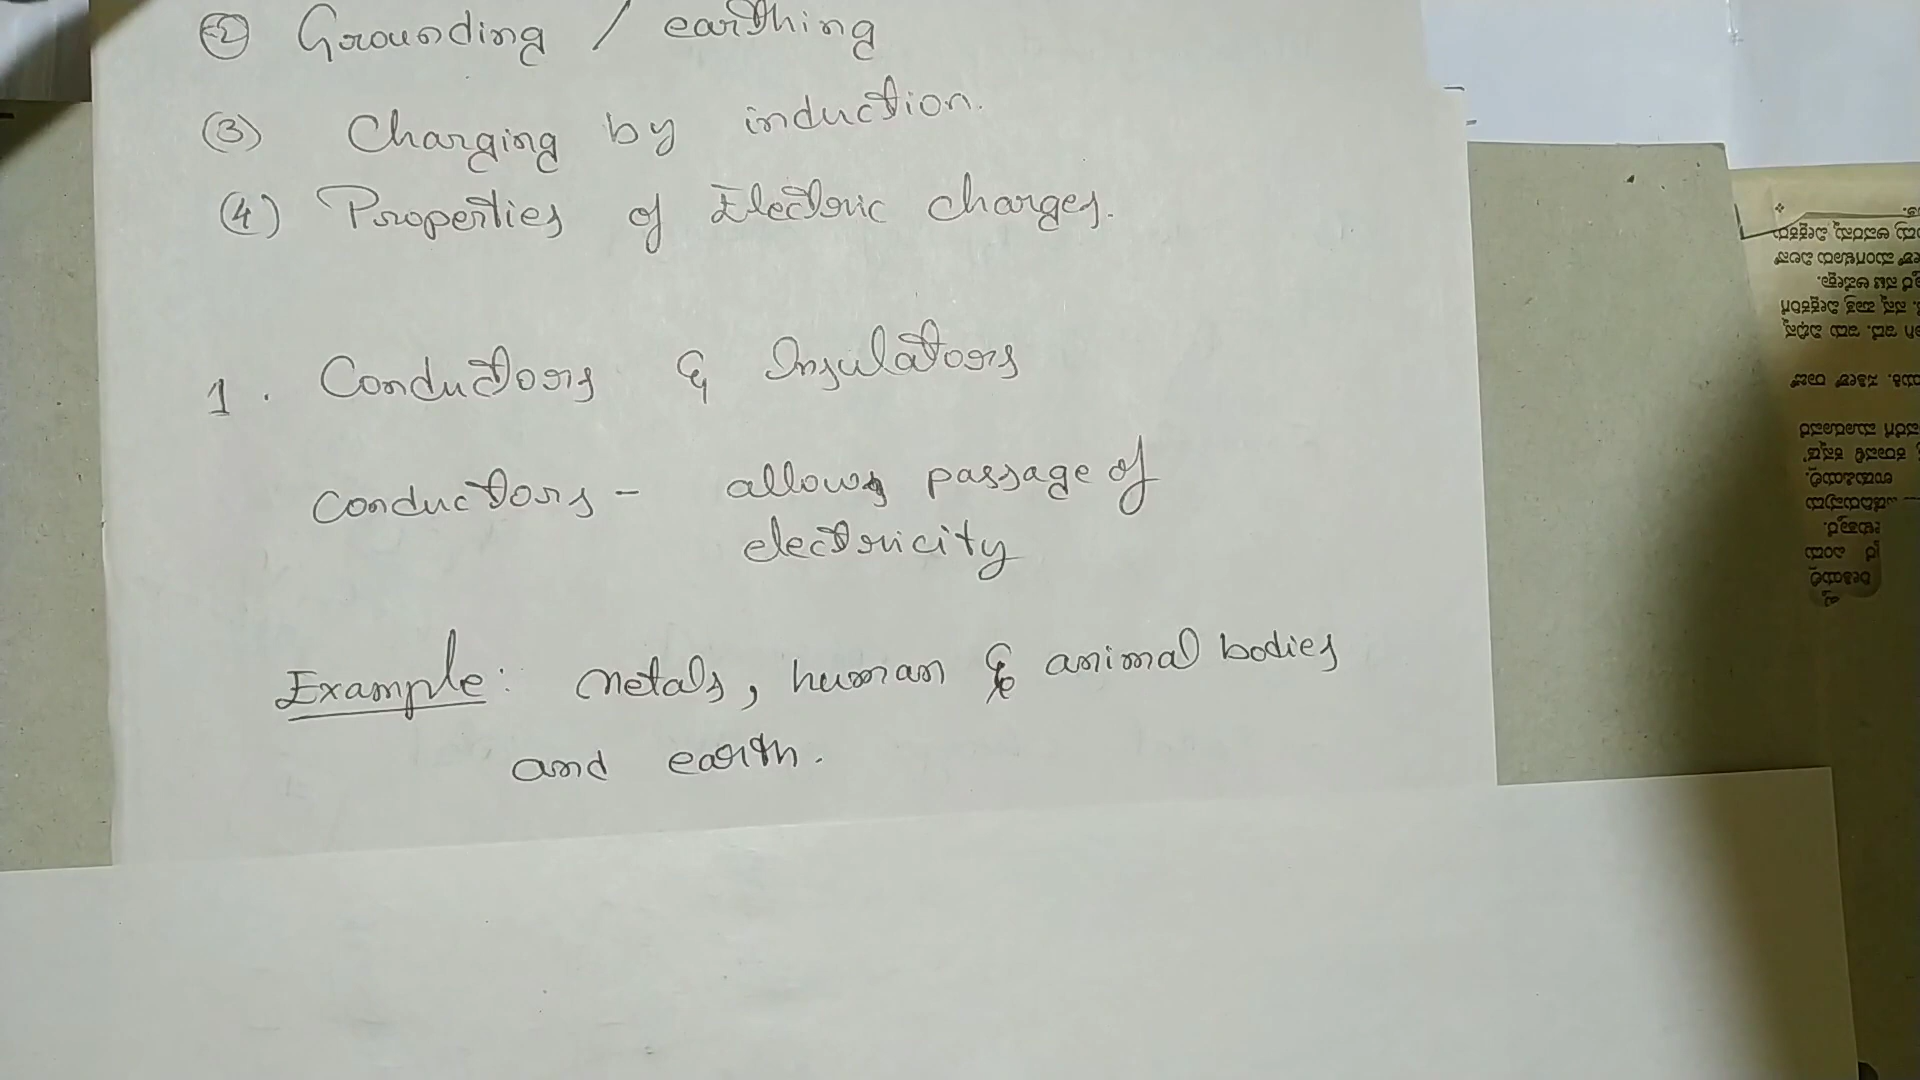 (2) Grounding / earthing
(3) Charging by induction.
(4) Properties of Electric charges.
1. Conductors & Insulators
Conductors - allows passage of
electricity
Example: metals, human & animal bodies
and earth.